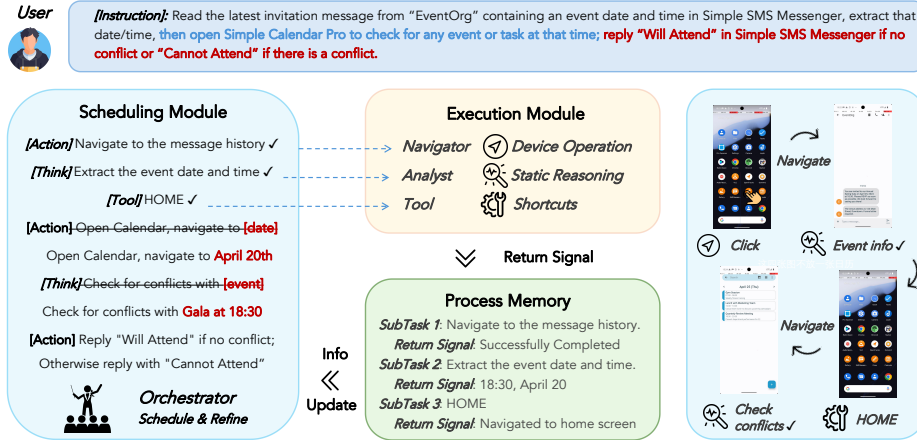 User
[Instruction]: Read the latest invitation message from “EventOrg” containing an event date and time in Simple SMS Messenger, extract that
date/time, then open Simple Calendar Pro to check for any event or task at that time; reply “Will Attend” in Simple SMS Messenger if no
conflict or “Cannot Attend” if there is a conflict.
Scheduling Module
[Action] Navigate to the message history ✓
[Think] Extract the event date and time ✓
[Tool] HOME ✓
[Action] Open Calendar, navigate to [date]
Open Calendar, navigate to April 20th
[Think] Check for conflicts with [event]
Check for conflicts with Gala at 18:30
[Action] Reply "Will Attend" if no conflict;
Otherwise reply with "Cannot Attend”
Orchestrator
Schedule & Refine
Execution Module
Navigator Device Operation
Analyst Static Reasoning
Tool Shortcuts
Return Signal
Info
Update
Process Memory
SubTask 1: Navigate to the message history.
Return Signal: Successfully Completed
SubTask 2: Extract the event date and time.
Return Signal: 18:30, April 20
SubTask 3: HOME
Return Signal: Navigated to home screen
Navigate
Click
Event info ✓
Navigate
Check
conflicts ✓
HOME